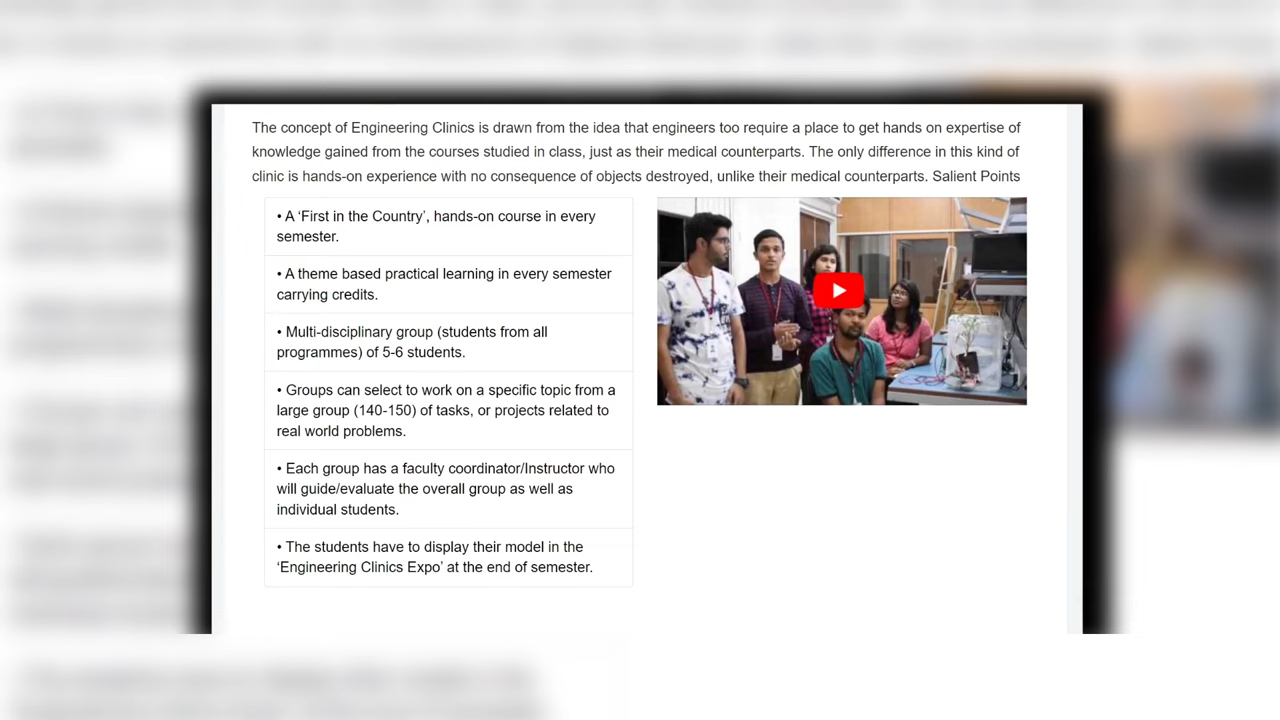 The concept of Engineering Clinics is drawn from the idea that engineers too require a place to get hands on expertise of
knowledge gained from the courses studied in class, just as their medical counterparts. The only difference in this kind of
clinic is hands-on experience with no consequence of objects destroyed, unlike their medical counterparts. Salient Points
• A ‘First in the Country’, hands-on course in every
semester.
• A theme based practical learning in every semester
carrying credits.
• Multi-disciplinary group (students from all
programmes) of 5-6 students.
• Groups can select to work on a specific topic from a
large group (140-150) of tasks, or projects related to
real world problems.
• Each group has a faculty coordinator/Instructor who
will guide/evaluate the overall group as well as
individual students.
• The students have to display their model in the
‘Engineering Clinics Expo’ at the end of semester.